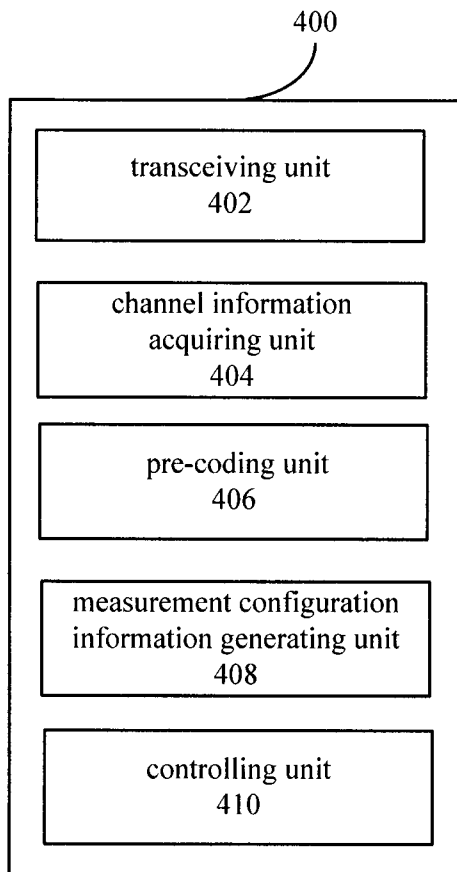 400
transceiving unit
402
channel information
acquiring unit
404
pre-coding unit
406
measurement configuration
information generating unit
408
controlling unit
410